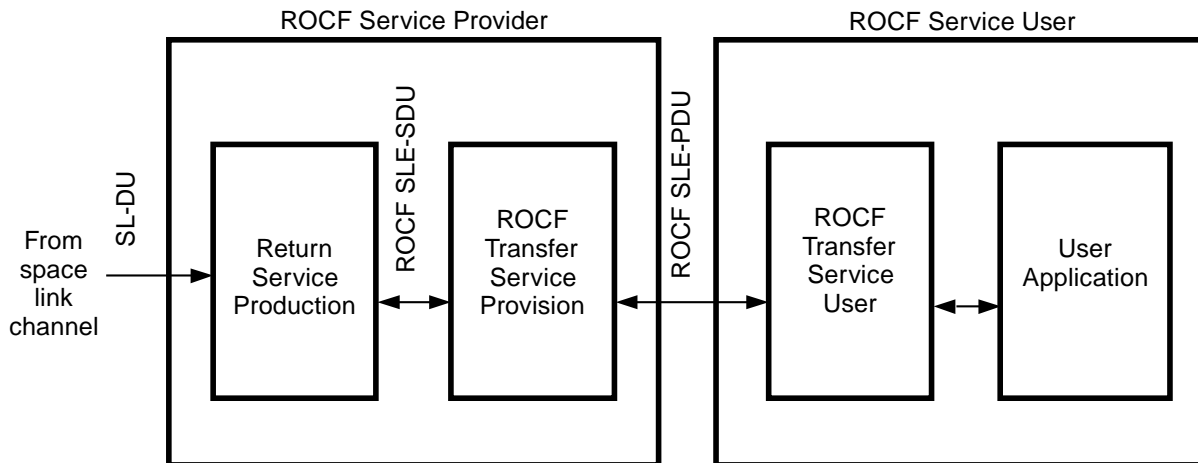 ROCF Service Provider
ROCF Service User
SL-DU
ROCF SLE-SDU
ROCF SLE-PDU
From
space
link
channel
Return
Service
Production
ROCF
Transfer
Service
Provision
ROCF
Transfer
Service
User
User
Application